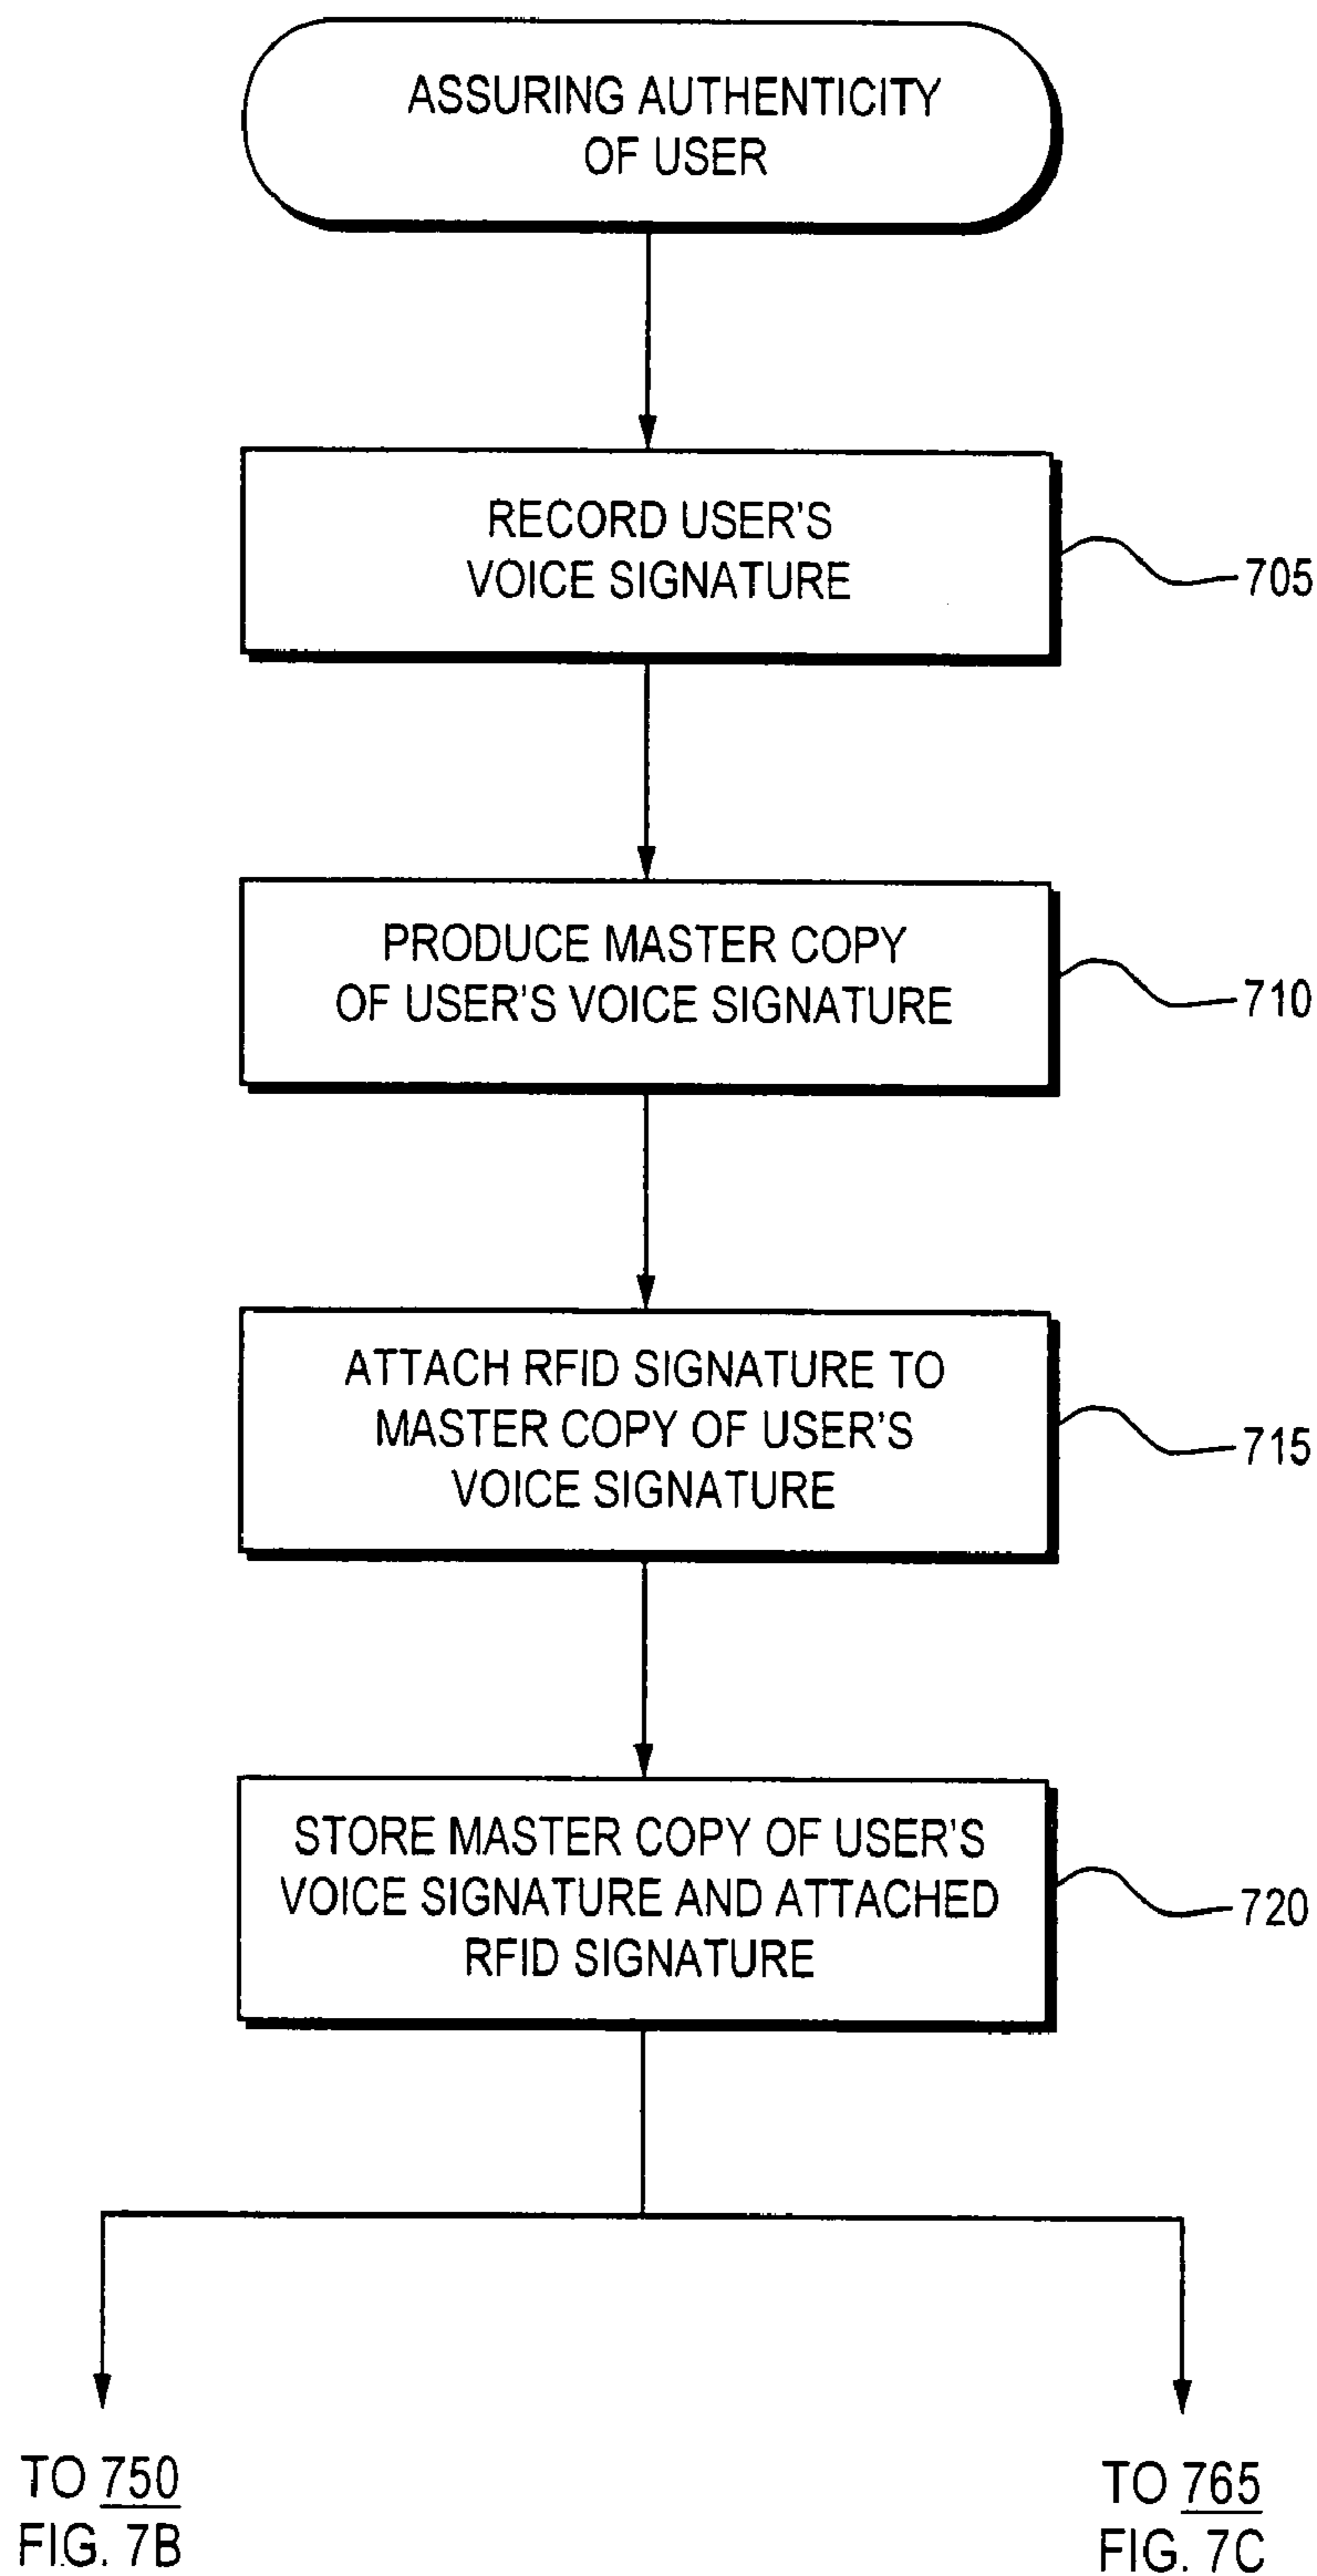 ASSURING AUTHENTICITY
OF USER
RECORD USER'S
VOICE SIGNATURE
705
PRODUCE MASTER COPY
OF USER'S VOICE SIGNATURE
710
ATTACH RFID SIGNATURE TO
MASTER COPY OF USER'S
VOICE SIGNATURE
715
STORE MASTER COPY OF USER'S
VOICE SIGNATURE AND ATTACHED
RFID SIGNATURE
720
TO 750
FIG. 7B
TO 765
FIG. 7C